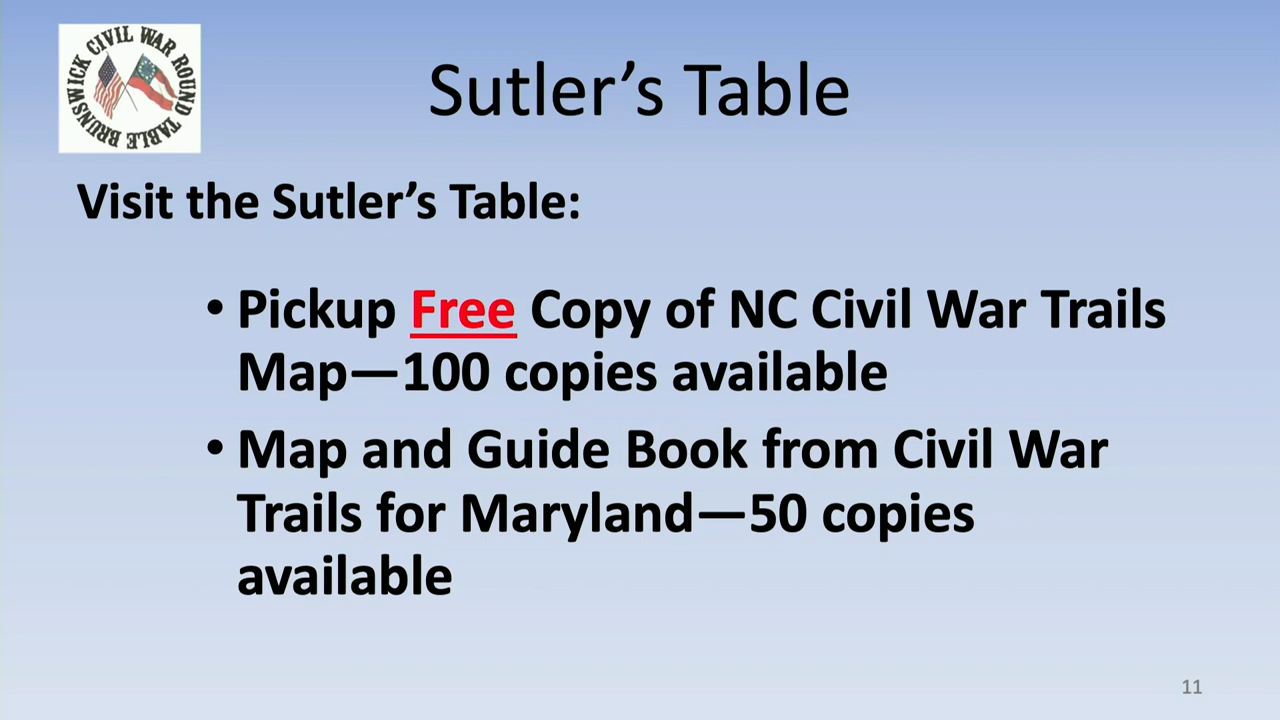 BRUNSWICK CIVIL WAR ROUND TABLE
Sutler’s Table
Visit the Sutler’s Table:
• Pickup Free Copy of NC Civil War Trails
Map—100 copies available
• Map and Guide Book from Civil War
Trails for Maryland—50 copies
available
11